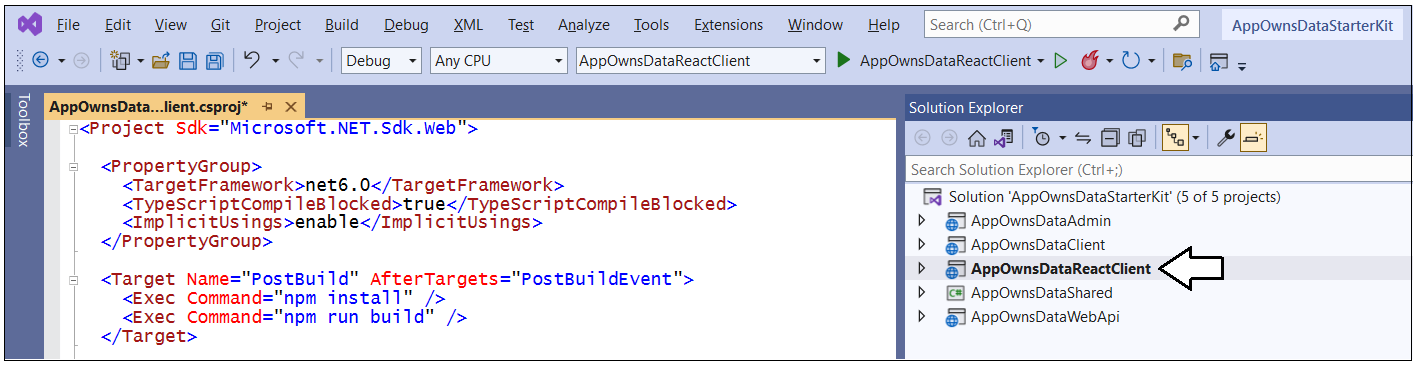 File Edit View Git Project Build Debug XML Test Analyze Tools Extensions Window Help Search (Ctrl+Q) AppOwnsDataStarterKit
Debug Any CPU AppOwnsDataReactClient AppOwnsDataReactClient
Toolbox
AppOwnsData...lient.csproj*
<Project Sdk="Microsoft.NET.Sdk.Web">
<PropertyGroup>
<TargetFramework>net6.0</TargetFramework>
<TypeScriptCompileBlocked>true</TypeScriptCompileBlocked>
<ImplicitUsings>enable</ImplicitUsings>
</PropertyGroup>
<Target Name="PostBuild" AfterTargets="PostBuildEvent">
<Exec Command="npm install" />
<Exec Command="npm run build" />
</Target>
Solution Explorer
Search Solution Explorer (Ctrl+;)
Solution 'AppOwnsDataStarterKit' (5 of 5 projects)
AppOwnsDataAdmin
AppOwnsDataClient
AppOwnsDataReactClient
C# AppOwnsDataShared
AppOwnsDataWebApi